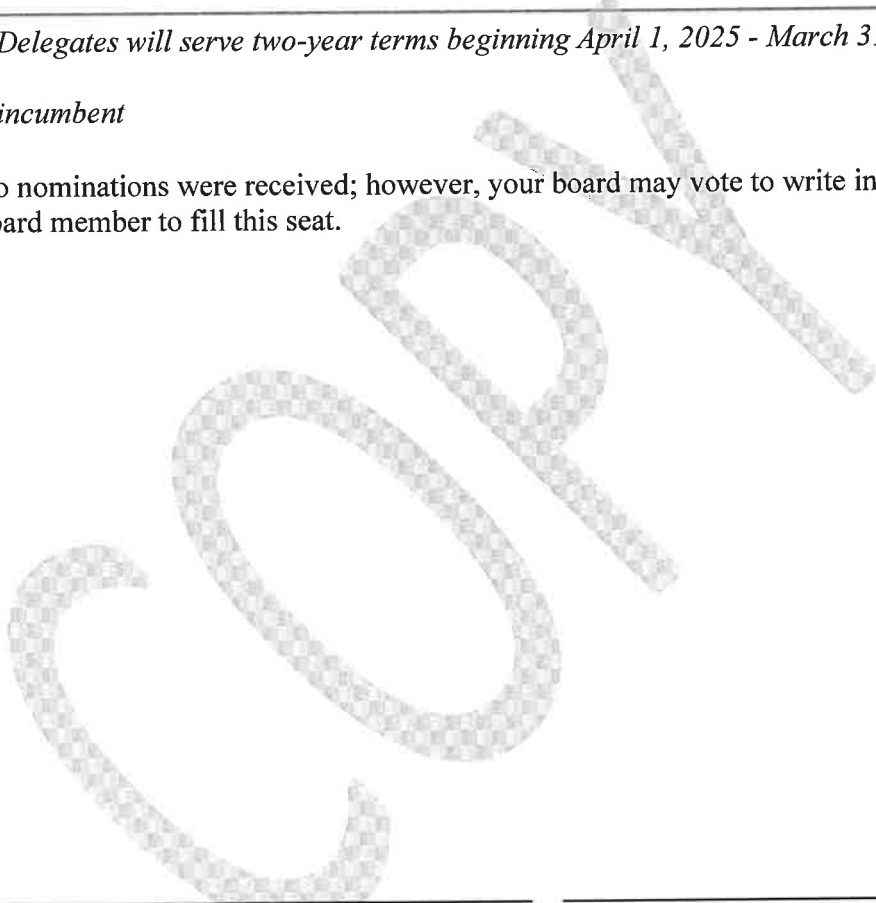 Delegates will serve two-year terms beginning April 1, 2025 - March 3
incumbent
o nominations were received; however, your board may vote to write in
oard member to fill this seat.
COPY